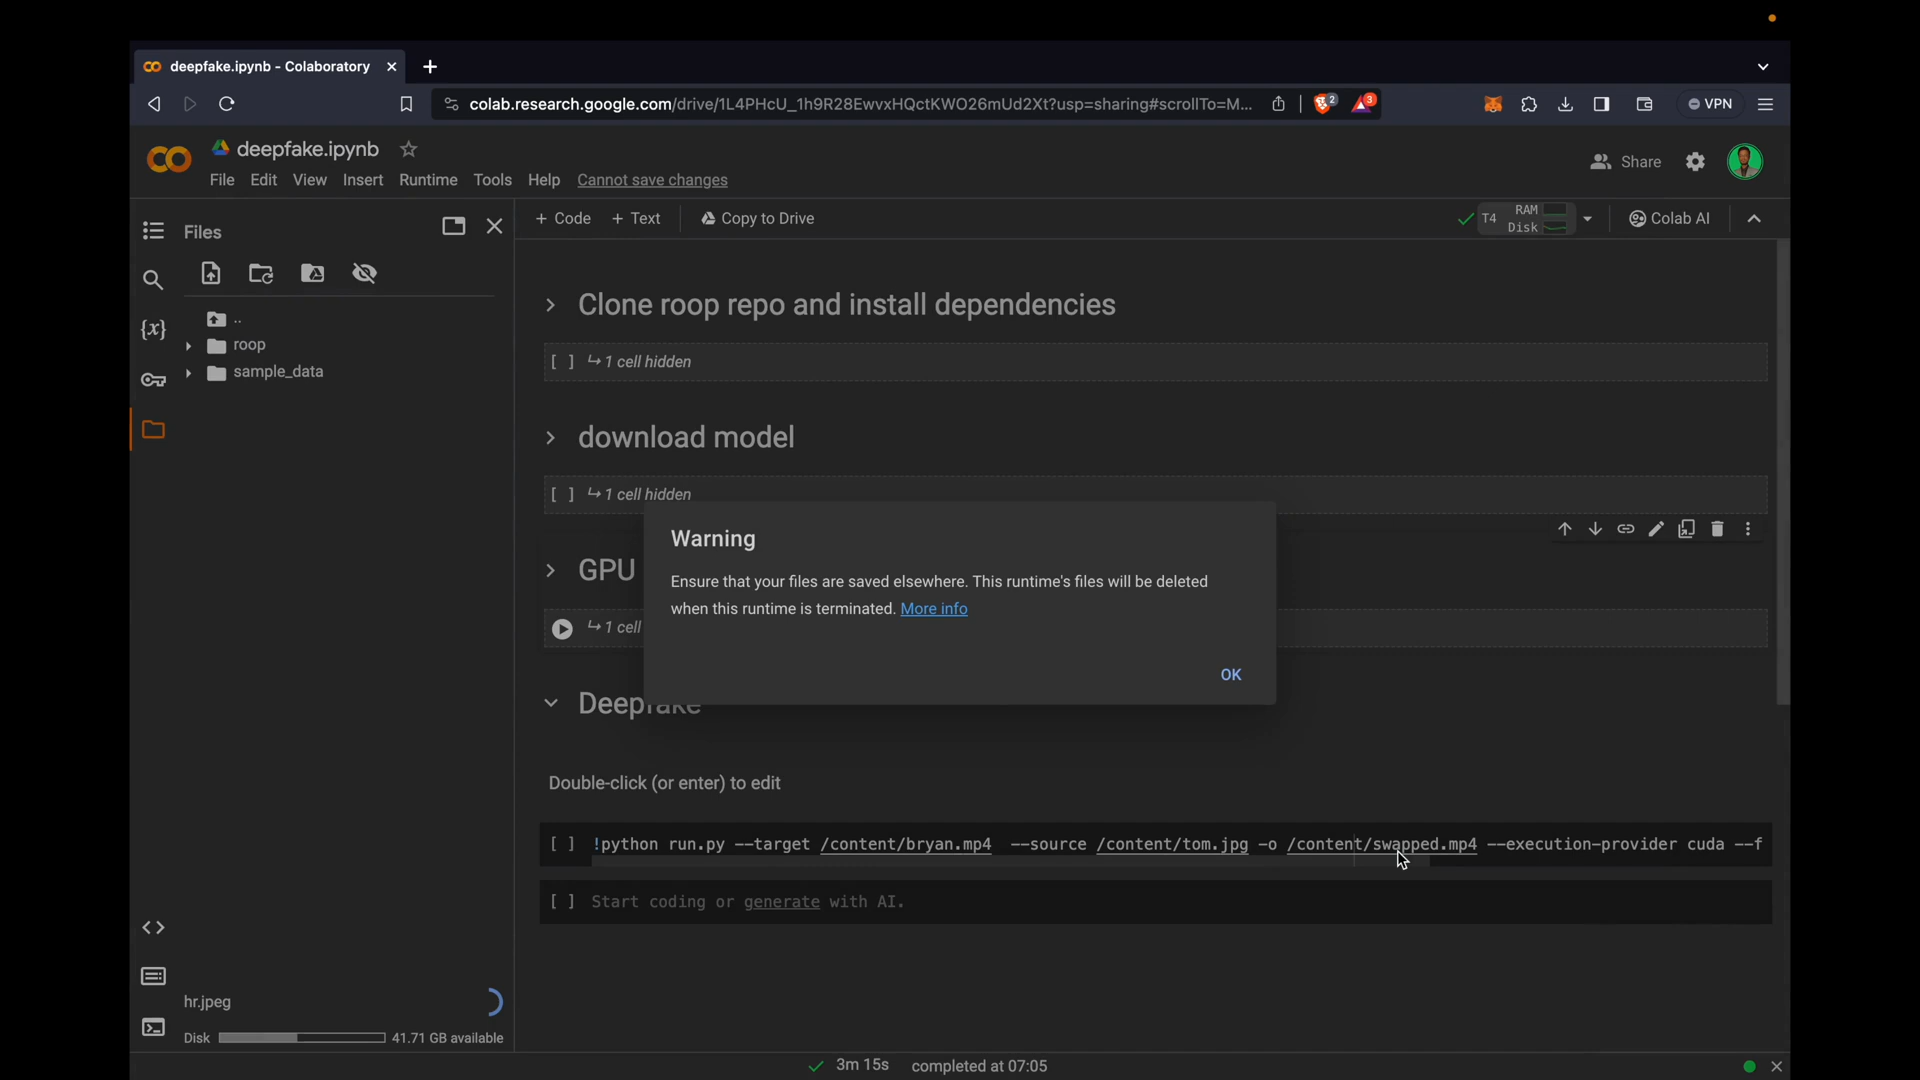 deepfake.ipynb - Colaboratory
colab.research.google.com/drive/1L4PHcU_1h9R28EwvxHQctKWO26mUd2Xt?usp=sharing#scrollTo=M...
2
3
VPN
deepfake.ipynb
File Edit View Insert Runtime Tools Help Cannot save changes
Share
Files
+ Code + Text Copy to Drive
T4 RAM
Disk
Colab AI
..
roop
sample_data
{x}
Clone roop repo and install dependencies
[ ] 1 cell hidden
download model
[ ] 1 cell hidden
GPU
1 cell
Warning
Ensure that your files are saved elsewhere. This runtime's files will be deleted
when this runtime is terminated. More info
OK
Deepfake
Double-click (or enter) to edit
[ ] !python run.py --target /content/bryan.mp4 --source /content/tom.jpg -o /content/swapped.mp4 --execution-provider cuda --f
[ ] Start coding or generate with AI.
hr.jpeg
Disk 41.71 GB available
3m 15s completed at 07:05